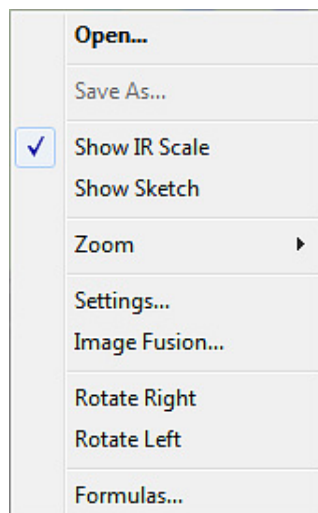 Open...
Save As...
Show IR Scale
Show Sketch
Zoom
Settings...
Image Fusion...
Rotate Right
Rotate Left
Formulas...